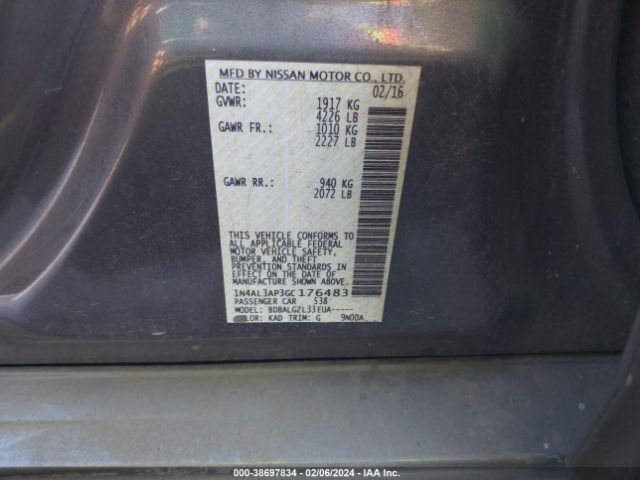 MFD BY NISSAN MOTOR CO., LTD.
DATE: 02/16
GVWR: 1917 KG
4226 LB
GAWR FR.: 1010 KG
2227 LB
GAWR RR.: 940 KG
2072 LB
THIS VEHICLE CONFORMS TO
ALL APPLICABLE FEDERAL
MOTOR VEHICLE SAFETY,
BUMPER, AND THEFT
PREVENTION STANDARDS IN
EFFECT ON THE DATE OF
MANUFACTURE SHOWN ABOVE.
1N4AL3AP3GC176483
PASSENGER CAR 538
MODEL: BDBALGZL33EUA-----
LOR: KAD TRIM: G 9N00A
000-38697834 - 02/06/2024 - IAA Inc.